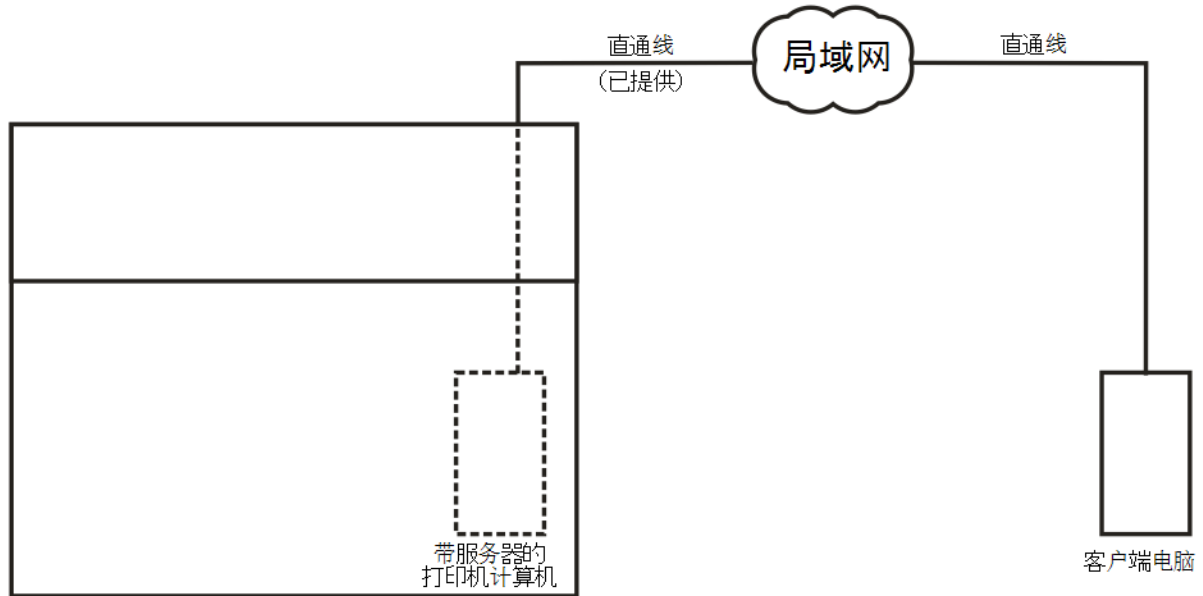 直通线
(已提供)
局域网
直通线
带服务器的
打印机计算机
客户端电脑